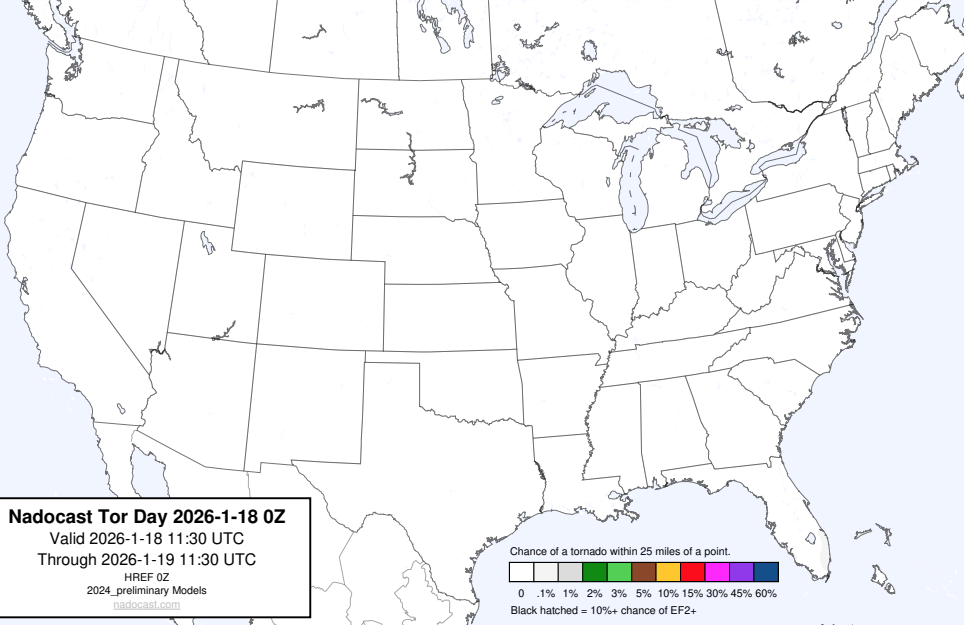 Nadocast Tor Day 2026-1-18 0Z
Valid 2026-1-18 11:30 UTC
Through 2026-1-19 11:30 UTC
HREF 0Z
2024_preliminary Models
nadocast.com
Chance of a tornado within 25 miles of a point.
0 .1% 1% 2% 3% 5% 10% 15% 30% 45% 60%
Black hatched = 10%+ chance of EF2+